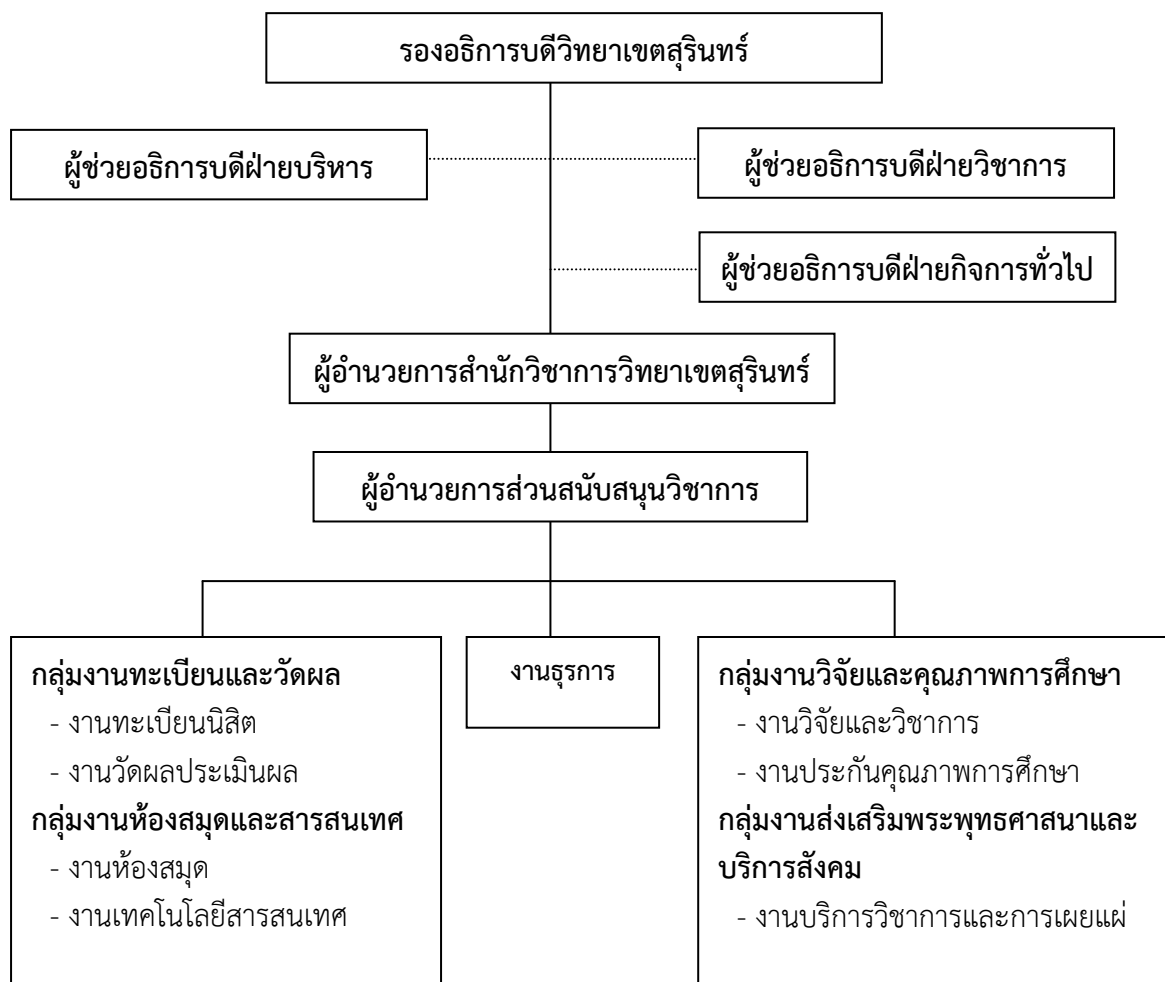 รองอธิการบดีวิทยาเขตสุรินทร์
ผู้ช่วยอธิการบดีฝ่ายบริหาร
ผู้ช่วยอธิการบดีฝ่ายวิชาการ
ผู้ช่วยอธิการบดีฝ่ายกิจการทั่วไป
ผู้อำนวยการสำนักวิชาการวิทยาเขตสุรินทร์
ผู้อำนวยการส่วนสนับสนุนวิชาการ
กลุ่มงานทะเบียนและวัดผล
- งานทะเบียนนิสิต
- งานวัดผลประเมินผล
กลุ่มงานห้องสมุดและสารสนเทศ
- งานห้องสมุด
- งานเทคโนโลยีสารสนเทศ
งานธุรการ
กลุ่มงานวิจัยและคุณภาพการศึกษา
- งานวิจัยและวิชาการ
- งานประกันคุณภาพการศึกษา
กลุ่มงานส่งเสริมพระพุทธศาสนาและ
บริการสังคม
- งานบริการวิชาการและการเผยแผ่